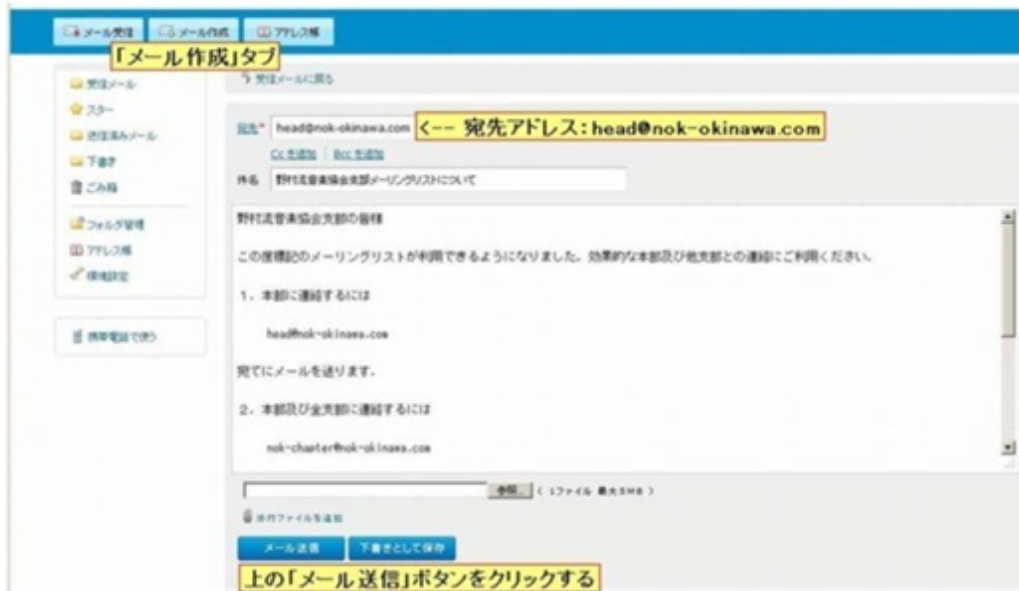 メール受信 メール作成 アドレス帳
「メール作成」タブ
受信メール
スター
送信済みメール
下書き
ごみ箱
フォルダ管理
アドレス帳
環境設定
携帯電話で使う
受信メールに戻る
宛先* head@nok-okinawa.com <-- 宛先アドレス:head@nok-okinawa.com
Ccを追加 | Bccを追加
件名 野村流音楽協会支部メーリングリストについて
野村流音楽協会支部の皆様
この度標記のメーリングリストが利用できるようになりました。効果的な本部及び他支部との連絡にご利用ください。
1. 本部に連絡するには
head@nok-okinawa.com
宛てにメールを送ります.
2. 本部及び全支部に連絡するには
nok-chapter@nok-okinawa.com
参照... ( 1ファイル 最大5MB )
添付ファイルを追加
メール送信 下書きとして保存
上の「メール送信」ボタンをクリックする